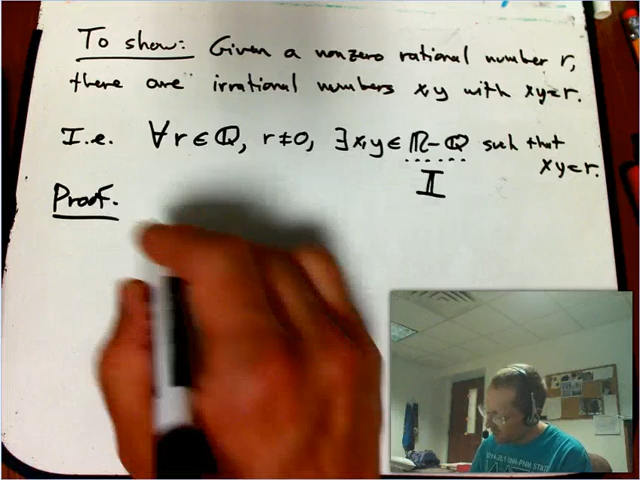 To show: Given a nonzero rational number r,
there are irrational numbers x,y with xy=r.
I.e. ∀r∈ℚ, r≠0, ∃x,y∈ℝ-ℚ such that
xy=r.
𝕀
Proof.